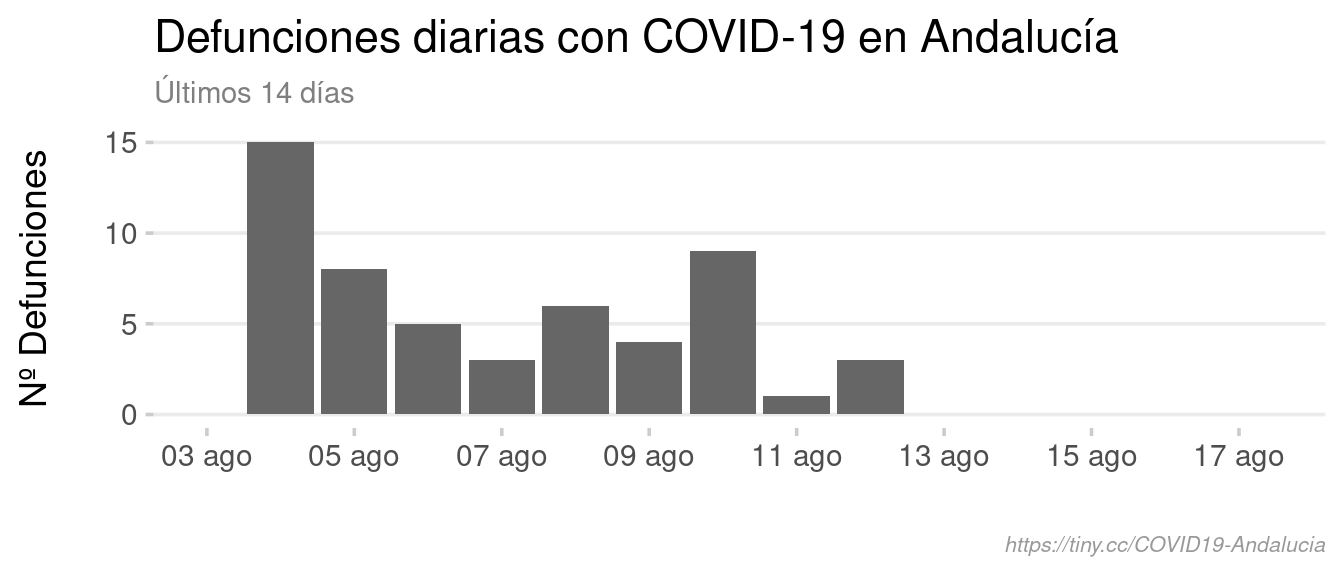 Defunciones diarias con COVID-19 en Andalucía
Últimos 14 días
Nº Defunciones
15
10
5
0
03 ago 05 ago 07 ago 09 ago 11 ago 13 ago 15 ago 17 ago
https://tiny.cc/COVID19-Andalucia